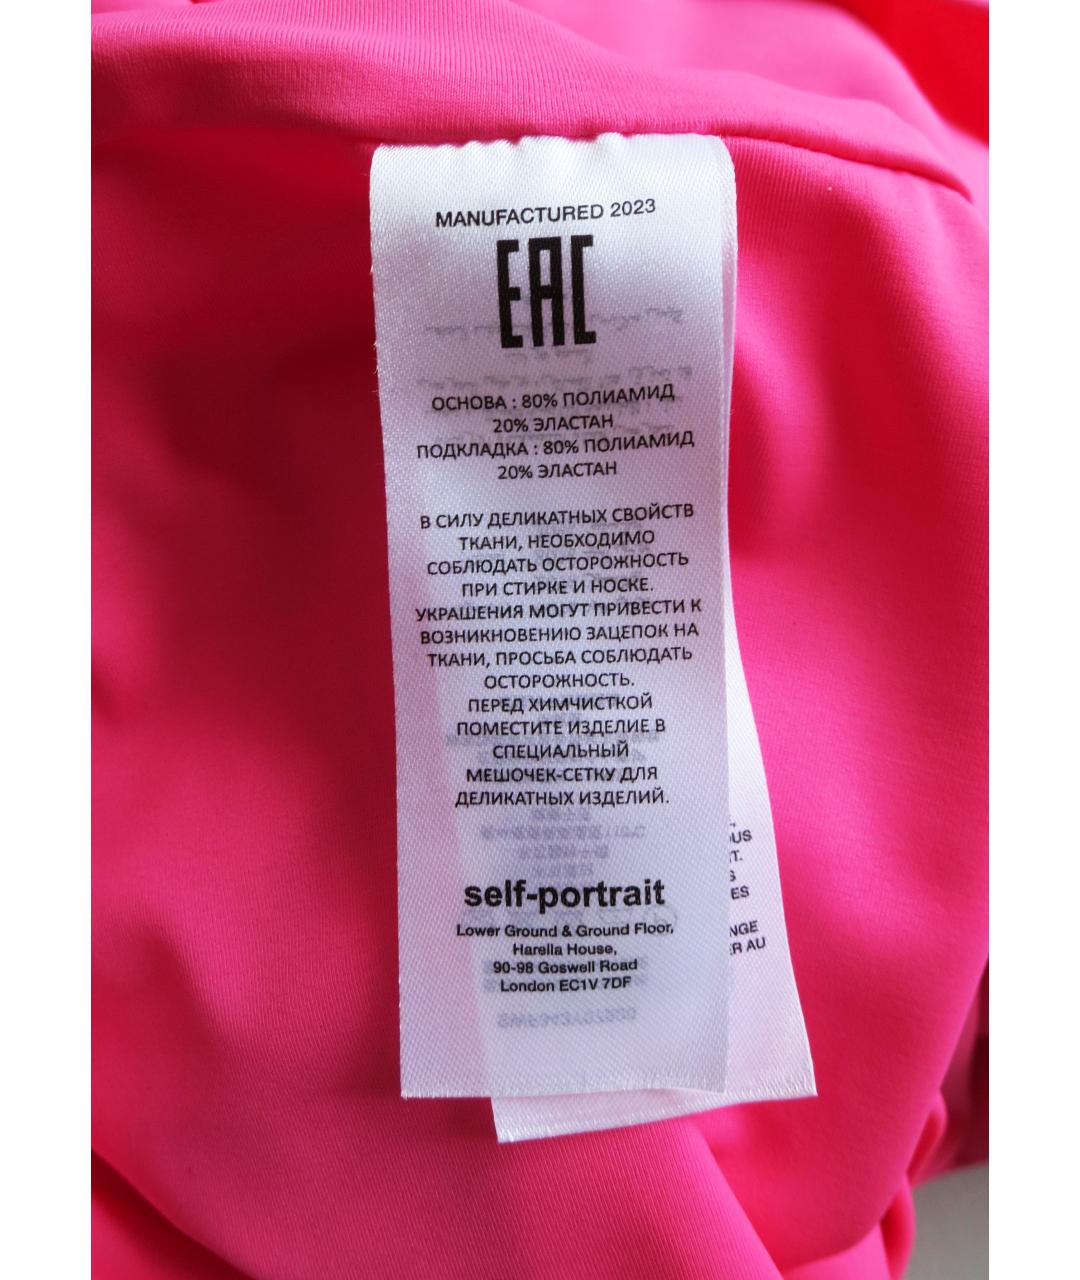 MANUFACTURED 2023
EAC
ОСНОВА : 80% ПОЛИАМИД
20% ЭЛАСТАН
ПОДКЛАДКА : 80% ПОЛИАМИД
20% ЭЛАСТАН
В СИЛУ ДЕЛИКАТНЫХ СВОЙСТВ
ТКАНИ, НЕОБХОДИМО
СОБЛЮДАТЬ ОСТОРОЖНОСТЬ
ПРИ СТИРКЕ И НОСКЕ.
УКРАШЕНИЯ МОГУТ ПРИВЕСТИ К
ВОЗНИКНОВЕНИЮ ЗАЦЕПОК НА
ТКАНИ, ПРОСЬБА СОБЛЮДАТЬ
ОСТОРОЖНОСТЬ.
ПЕРЕД ХИМЧИСТКОЙ
ПОМЕСТИТЕ ИЗДЕЛИЕ В
СПЕЦИАЛЬНЫЙ
МЕШОЧЕК-СЕТКУ ДЛЯ
ДЕЛИКАТНЫХ ИЗДЕЛИЙ.
self-portrait
Lower Ground & Ground Floor,
Harella House,
90-98 Goswell Road
London EC1V 7DF
AU